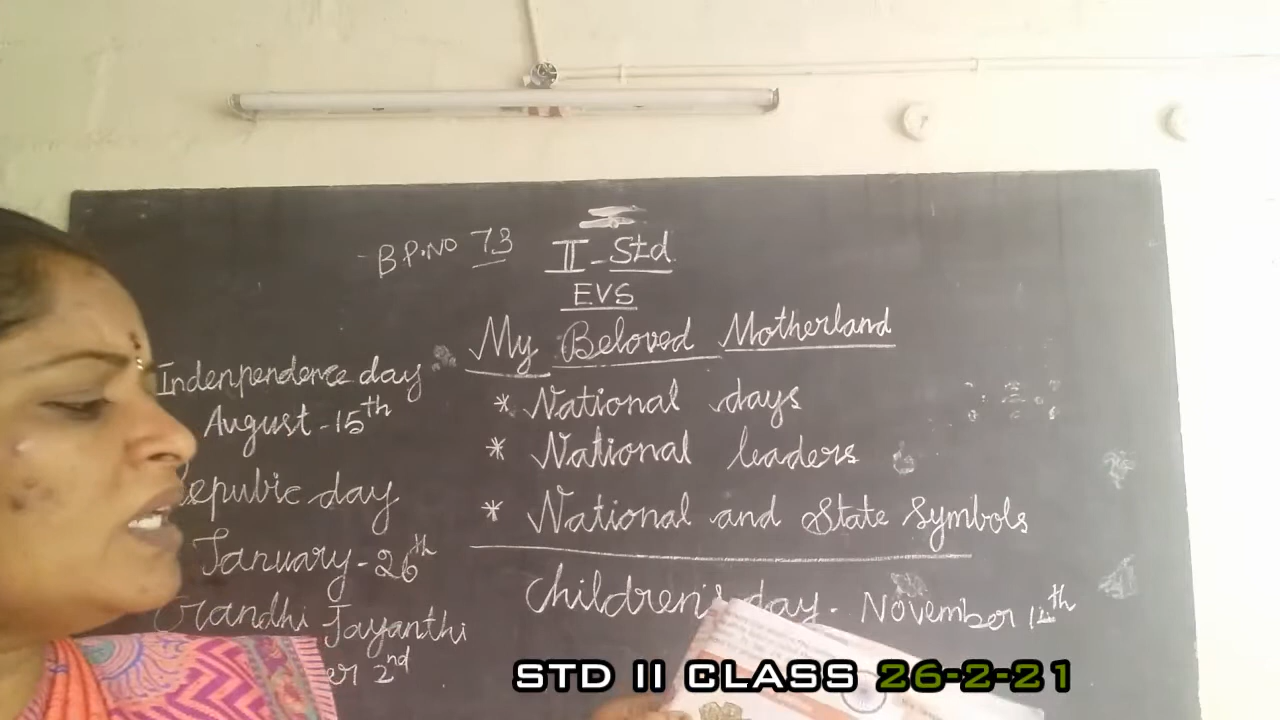 B.P.No 73
II - Std.
EVS
My Beloved Motherland
Indenpendence day
August - 15th
* National days
* National leaders
epubic day
* National and State Symbols
January - 26th
Children's day - November 14th
Grandhi Jayanthi
er 2nd
STD II CLASS 26-2-21